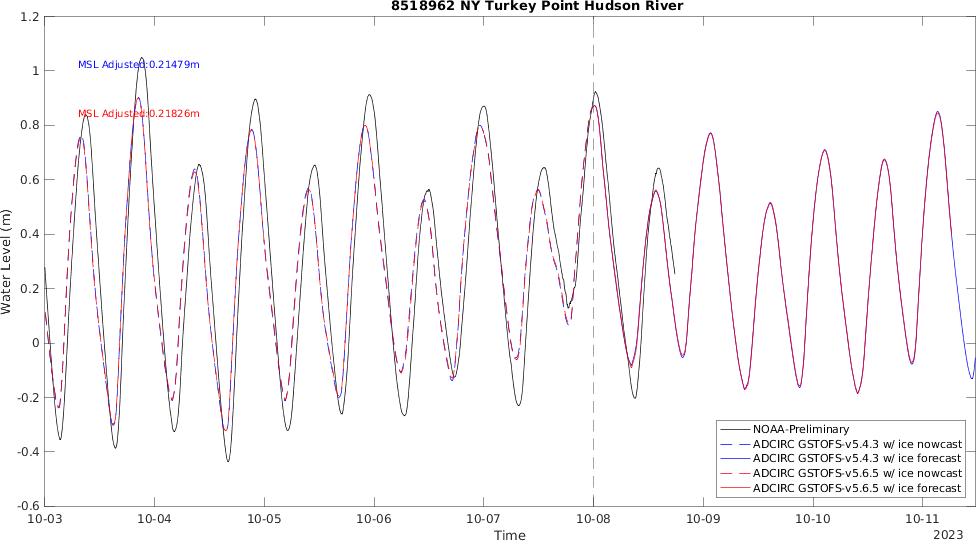 8518962 NY Turkey Point Hudson River
1.2
1
0.8
0.6
0.4
0.2
0
-0.2
-0.4
-0.6
Water Level (m)
MSL Adjusted:0.21479m
MSL Adjusted:0.21826m
NOAA-Preliminary
ADCIRC GSTOFS-v5.4.3 w/ ice nowcast
ADCIRC GSTOFS-v5.4.3 w/ ice forecast
ADCIRC GSTOFS-v5.6.5 w/ ice nowcast
ADCIRC GSTOFS-v5.6.5 w/ ice forecast
10-03 10-04 10-05 10-06 10-07 10-08 10-09 10-10 10-11
Time
2023